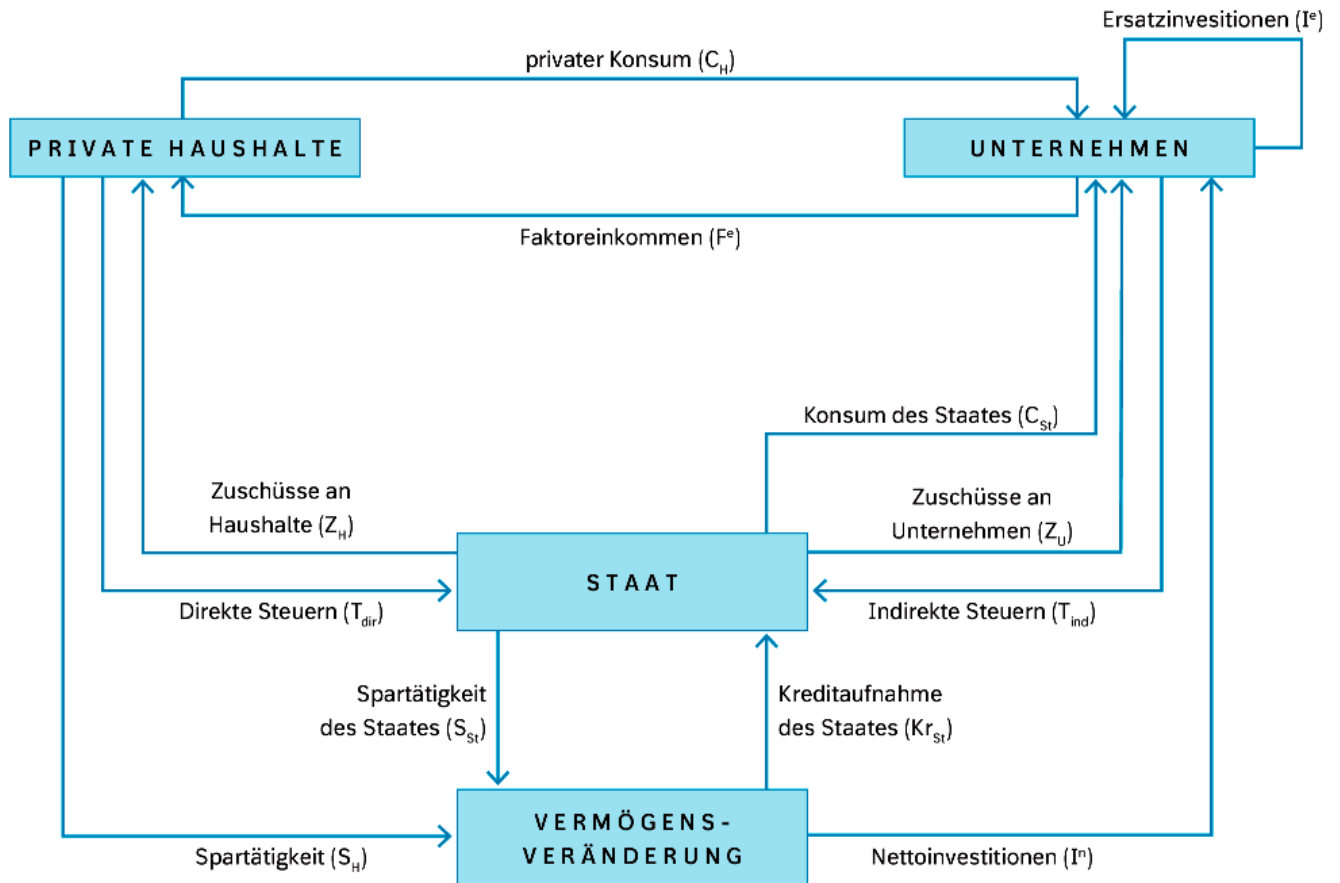 Ersatzinvesitionen (Iᵉ)
privater Konsum (C_H)
PRIVATE HAUSHALTE
UNTERNEHMEN
Faktoreinkommen (Fᵉ)
Konsum des Staates (C_St)
Zuschüsse an
Haushalte (Z_H)
Zuschüsse an
Unternehmen (Z_U)
STAAT
Direkte Steuern (T_dir)
Indirekte Steuern (T_ind)
Spartätigkeit
des Staates (S_St)
Kreditaufnahme
des Staates (Kr_St)
VERMÖGENS-
VERÄNDERUNG
Spartätigkeit (S_H)
Nettoinvestitionen (Iⁿ)